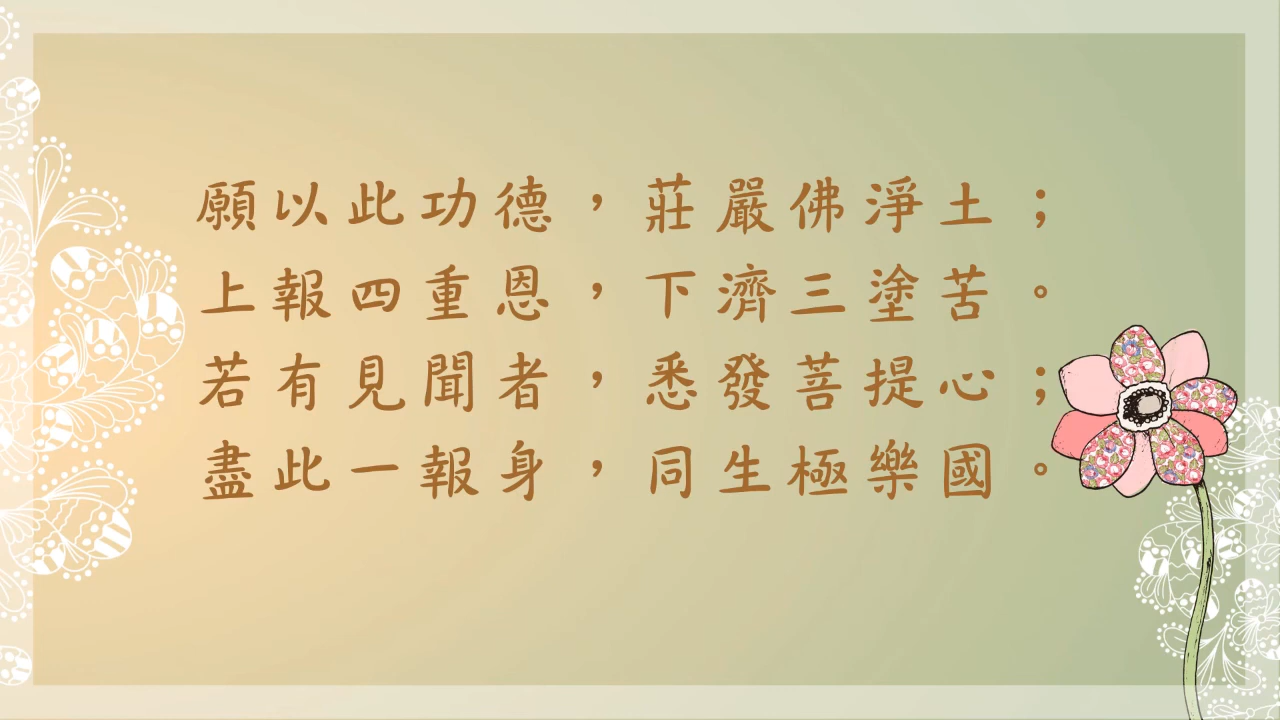 願以此功德，莊嚴佛淨土；
上報四重恩，下濟三塗苦。
若有見聞者，悉發菩提心；
盡此一報身，同生極樂國。